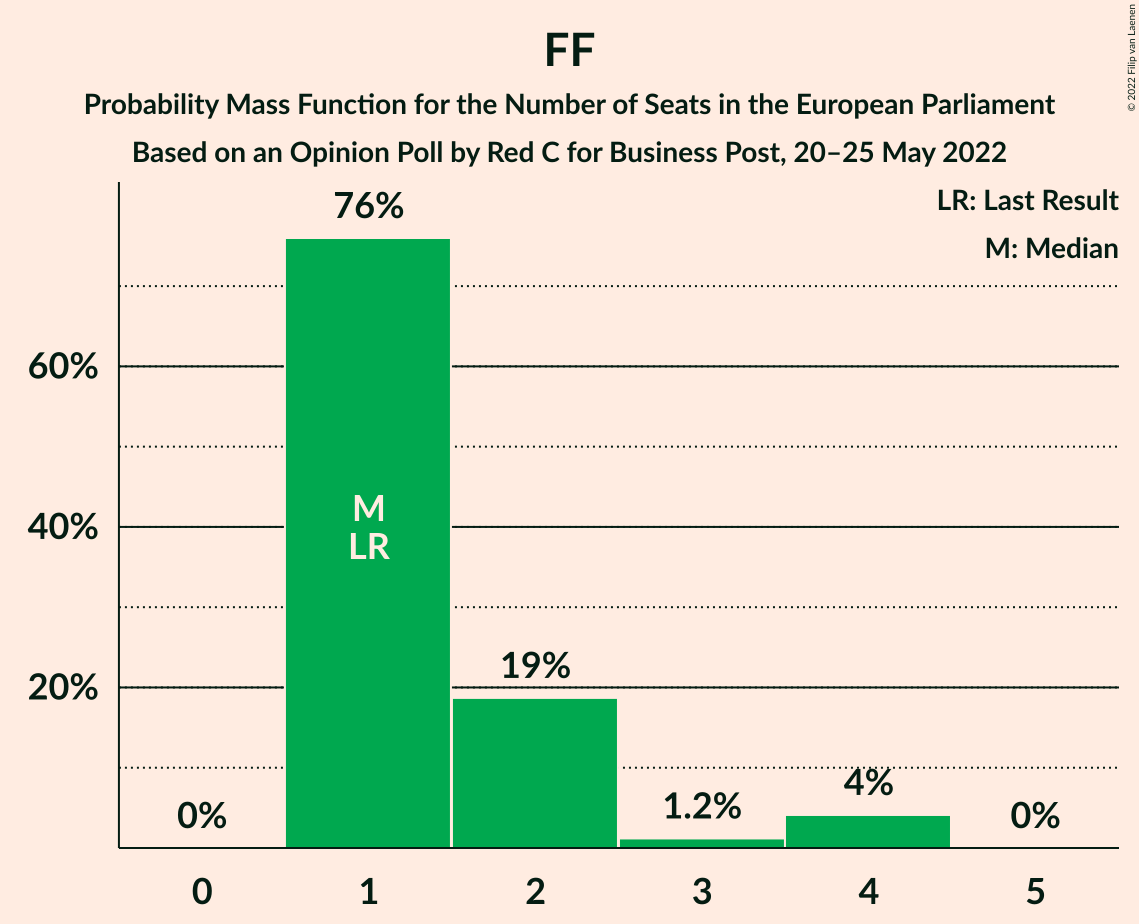 FF
Probability Mass Function for the Number of Seats in the European Parliament
Based on an Opinion Poll by Red C for Business Post, 20–25 May 2022
© 2022 Filip van Laenen
LR: Last Result
M: Median
76%
60%
40%
20%
M
LR
0%
19%
1.2%
4%
0%
0 1 2 3 4 5